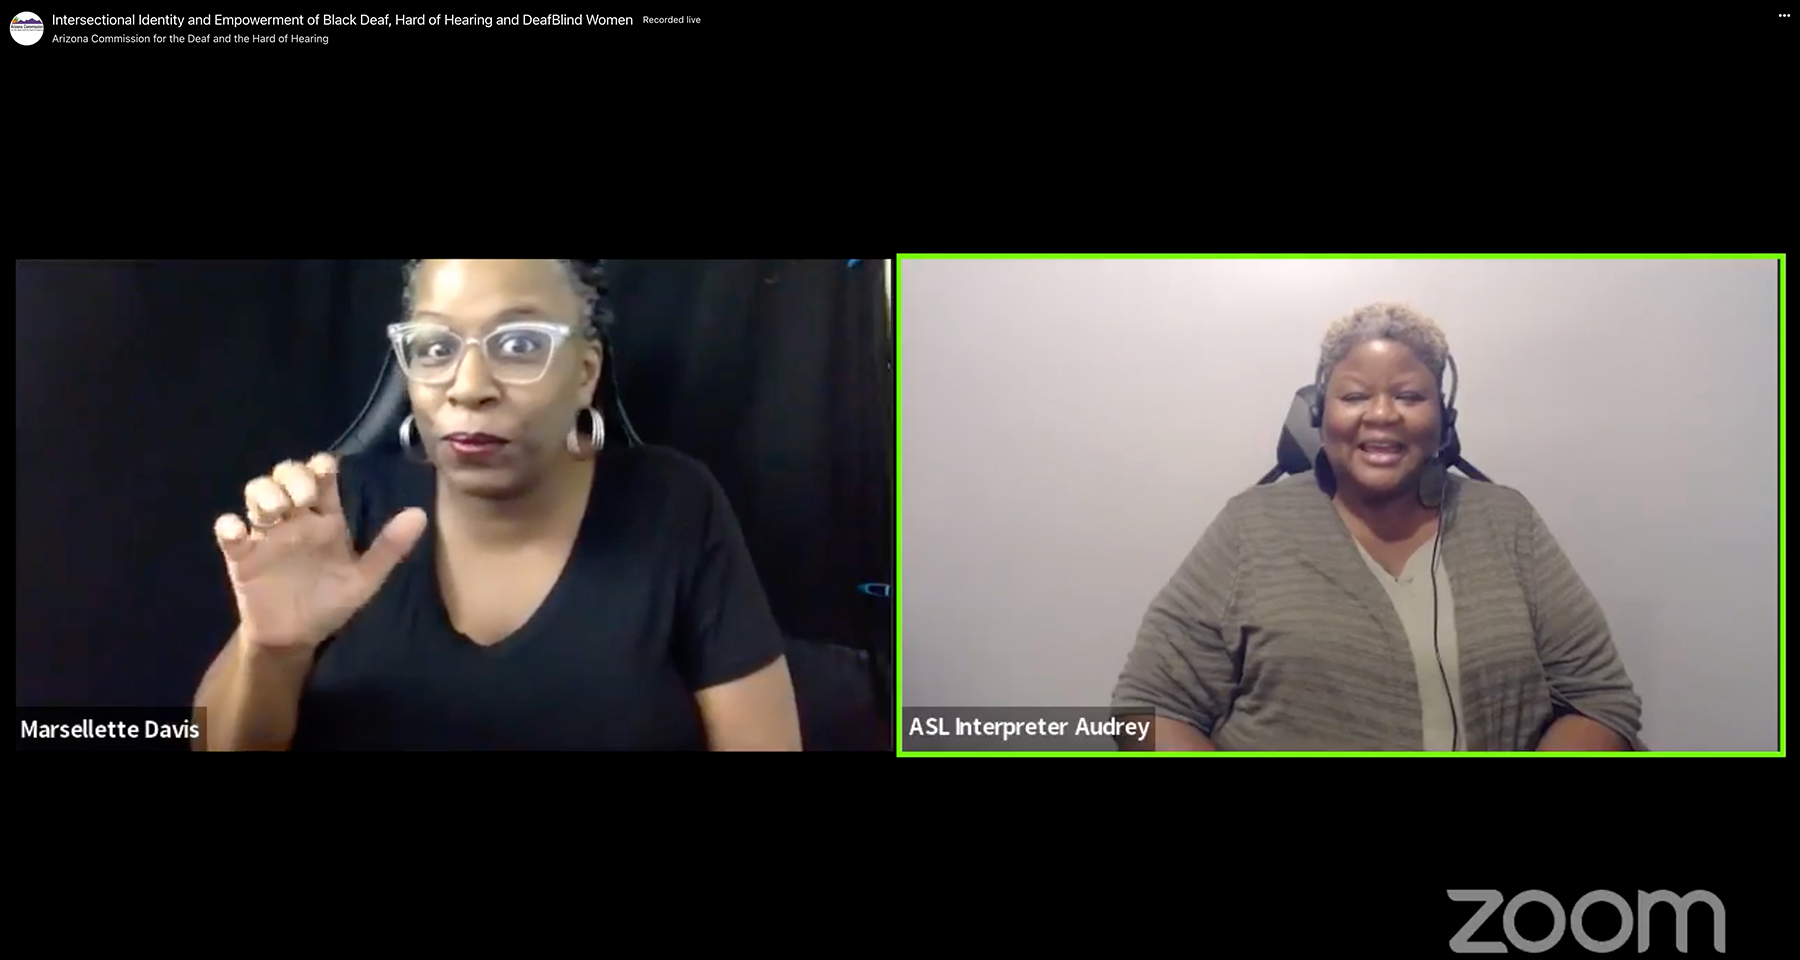 Intersectional Identity and Empowerment of Black Deaf, Hard of Hearing and DeafBlind Women Recorded live
Arizona Commission for the Deaf and the Hard of Hearing
Marsellette Davis
ASL Interpreter Audrey
zoom